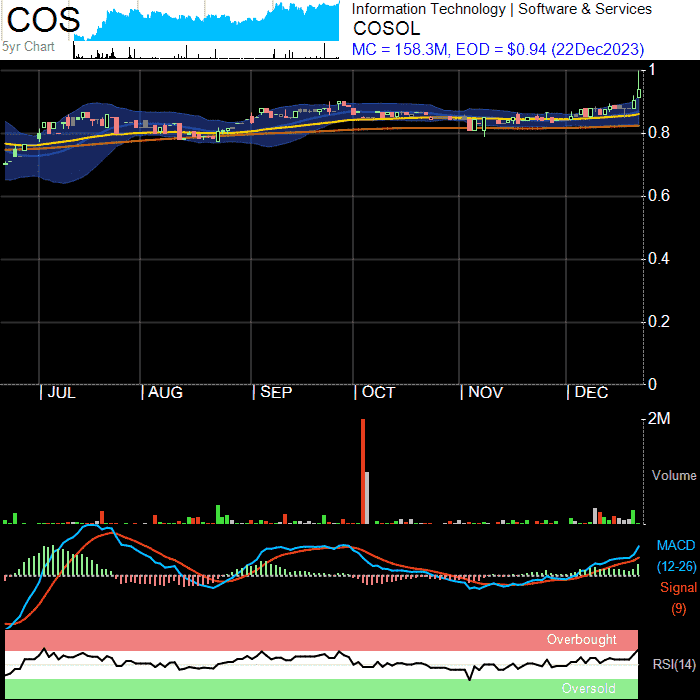 COS
5yr Chart
Information Technology | Software & Services
COSOL
MC = 158.3M, EOD = $0.94 (22Dec2023)
1
0.8
0.6
0.4
0.2
0
JUL AUG SEP OCT NOV DEC
2M
Volume
MACD
(12-26)
Signal
(9)
Overbought
RSI(14)
Oversold